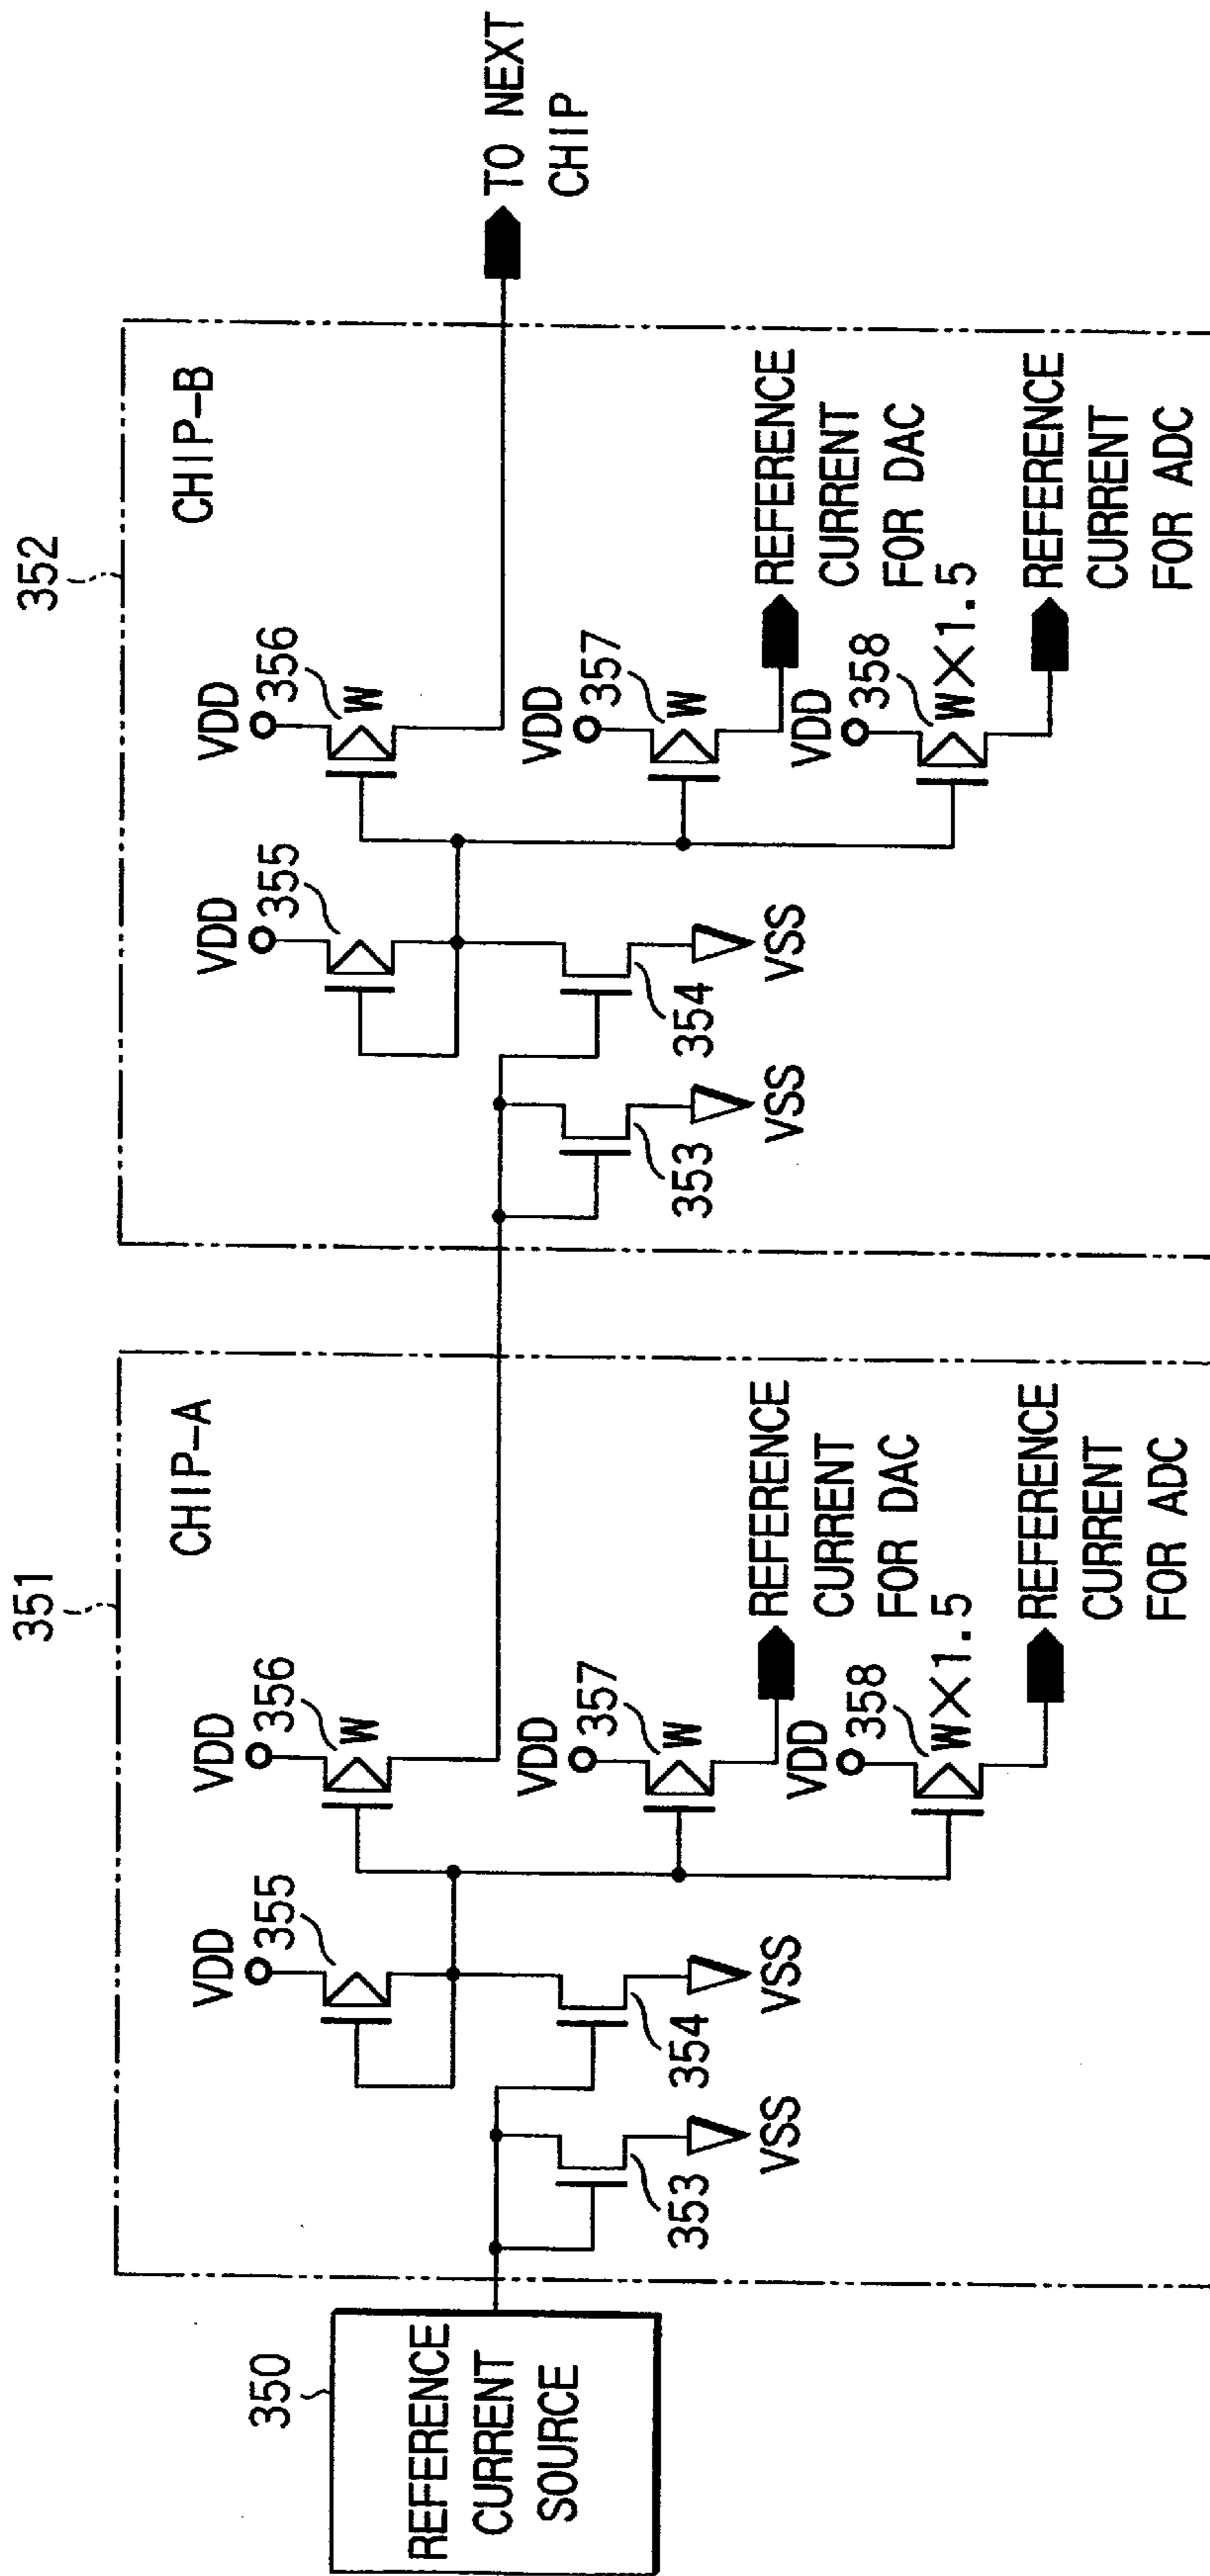 350
REFERENCE
CURRENT
SOURCE
351
CHIP-A
353
VSS
354
VSS
VDD
355
VDD
356
W
VDD
357
W
REFERENCE
CURRENT
FOR DAC
VDD
358
W×1.5
REFERENCE
CURRENT
FOR ADC
352
CHIP-B
353
VSS
354
VSS
VDD
355
VDD
356
W
VDD
357
W
REFERENCE
CURRENT
FOR DAC
VDD
358
W×1.5
REFERENCE
CURRENT
FOR ADC
TO NEXT
CHIP